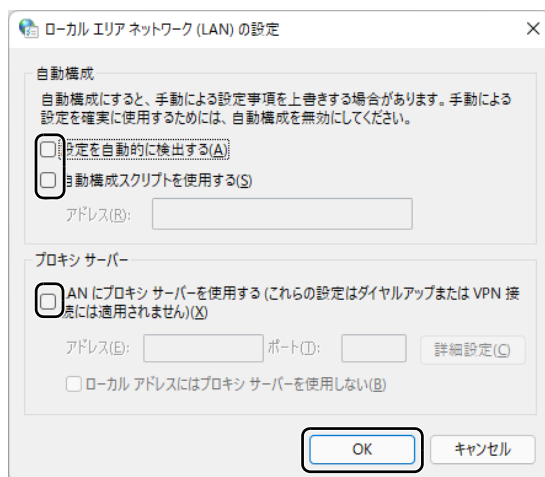 ローカル エリア ネットワーク (LAN) の設定
自動構成
自動構成にすると、手動による設定事項を上書きする場合があります。手動による
設定を確実に使用するためには、自動構成を無効にしてください。
設定を自動的に検出する(A)
自動構成スクリプトを使用する(S)
アドレス(R):
プロキシ サーバー
LAN にプロキシ サーバーを使用する (これらの設定はダイヤルアップまたは VPN 接
続には適用されません)(X)
アドレス(E): ポート(T): 詳細設定(C)
ローカル アドレスにはプロキシ サーバーを使用しない(B)
OK キャンセル